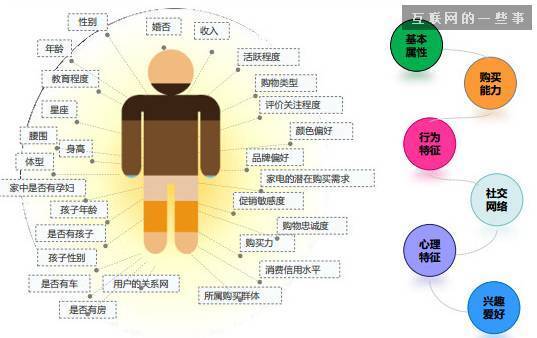 互联网的一些事
性别
婚否
收入
年龄
活跃程度
教育程度
购物类型
评价关注程度
星座
颜色偏好
腰围
身高
品牌偏好
体型
家电的潜在购买需求
家中是否有孕妇
促销敏感度
孩子年龄
购物忠诚度
是否有孩子
购买力
孩子性别
消费信用水平
是否有车
用户的关系网
所属购买群体
是否有房
基本
属性
购买
能力
行为
特征
社交
网络
心理
特征
兴趣
爱好